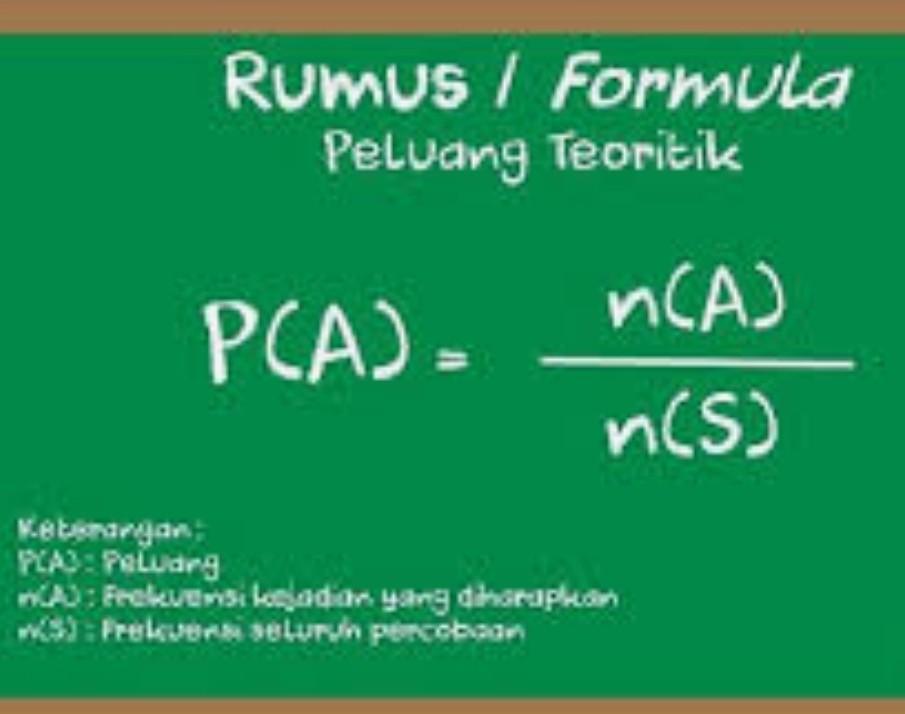 Rumus / Formula
Peluang Teoritik
P(A) = n(A)
n(S)
Keterangan :
P(A) : Peluang
n(A) : Frekuensi kejadian yang diharapkan
n(S) : Frekuensi seluruh percobaan